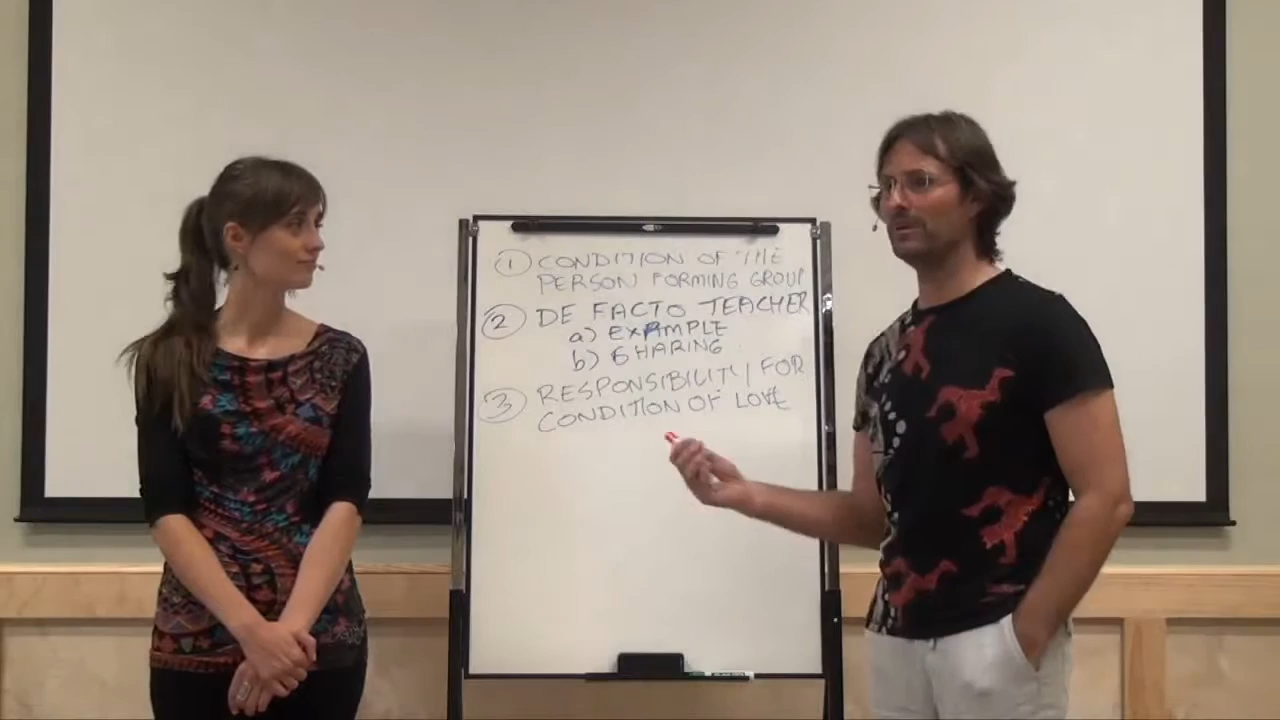 ① CONDITION OF THE
PERSON FORMING GROUP
② DE FACTO TEACHER
a) EXAMPLE
b) SHARING
③ RESPONSIBILITY FOR
CONDITION OF LOVE